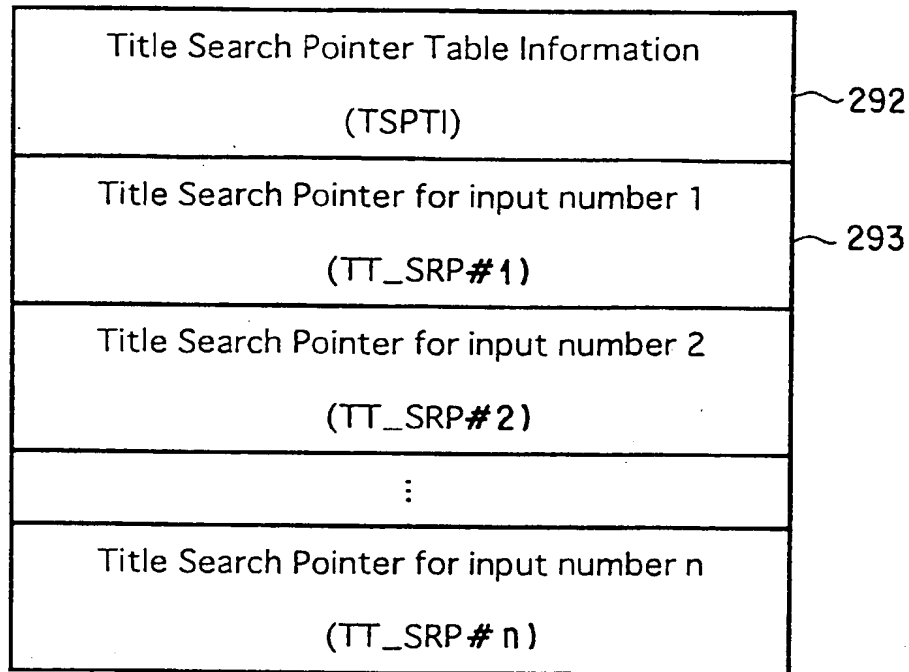 Title Search Pointer Table Information
(TSPTI)
292
Title Search Pointer for input number 1
(TT_SRP#1)
293
Title Search Pointer for input number 2
(TT_SRP#2)
⋮
Title Search Pointer for input number n
(TT_SRP#n)